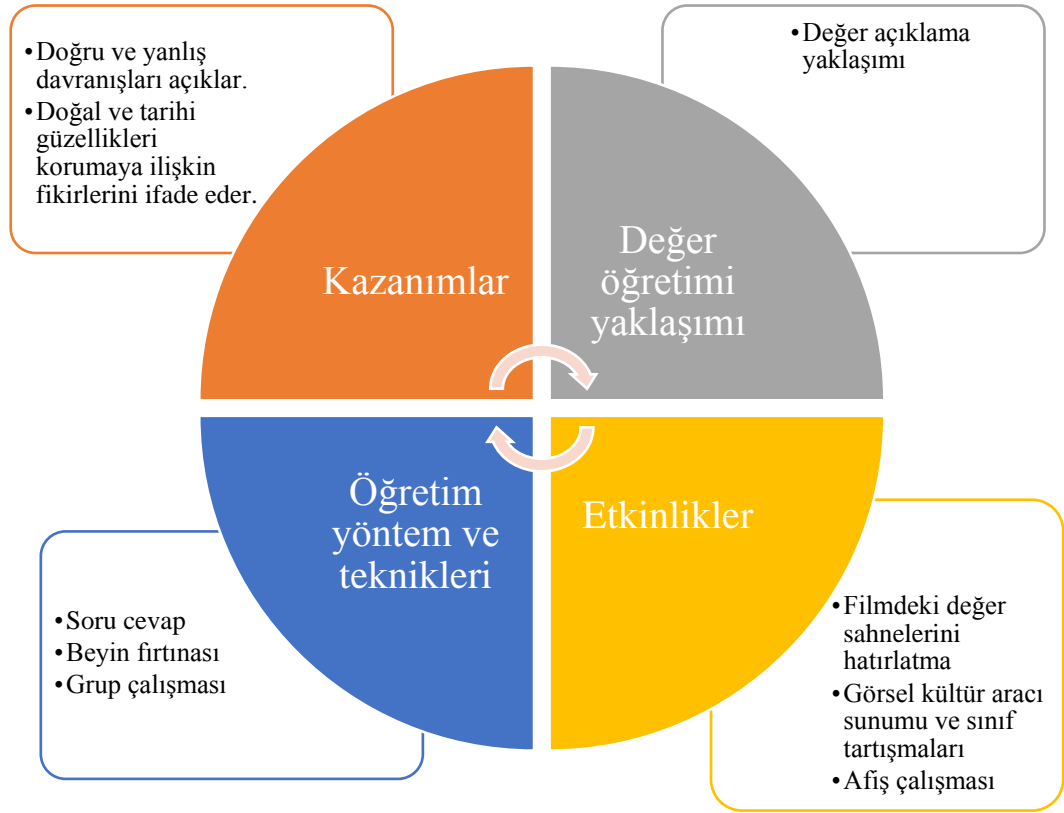 •Doğru ve yanlış
davranışları açıklar.
•Doğal ve tarihi
güzellikleri
korumaya ilişkin
fikirlerini ifade eder.
•Değer açıklama
yaklaşımı
Kazanımlar
Değer
öğretimi
yaklaşımı
Öğretim
yöntem ve
teknikleri
Etkinlikler
•Soru cevap
•Beyin fırtınası
•Grup çalışması
•Filmdeki değer
sahnelerini
hatırlatma
•Görsel kültür aracı
sunumu ve sınıf
tartışmaları
•Afiş çalışması